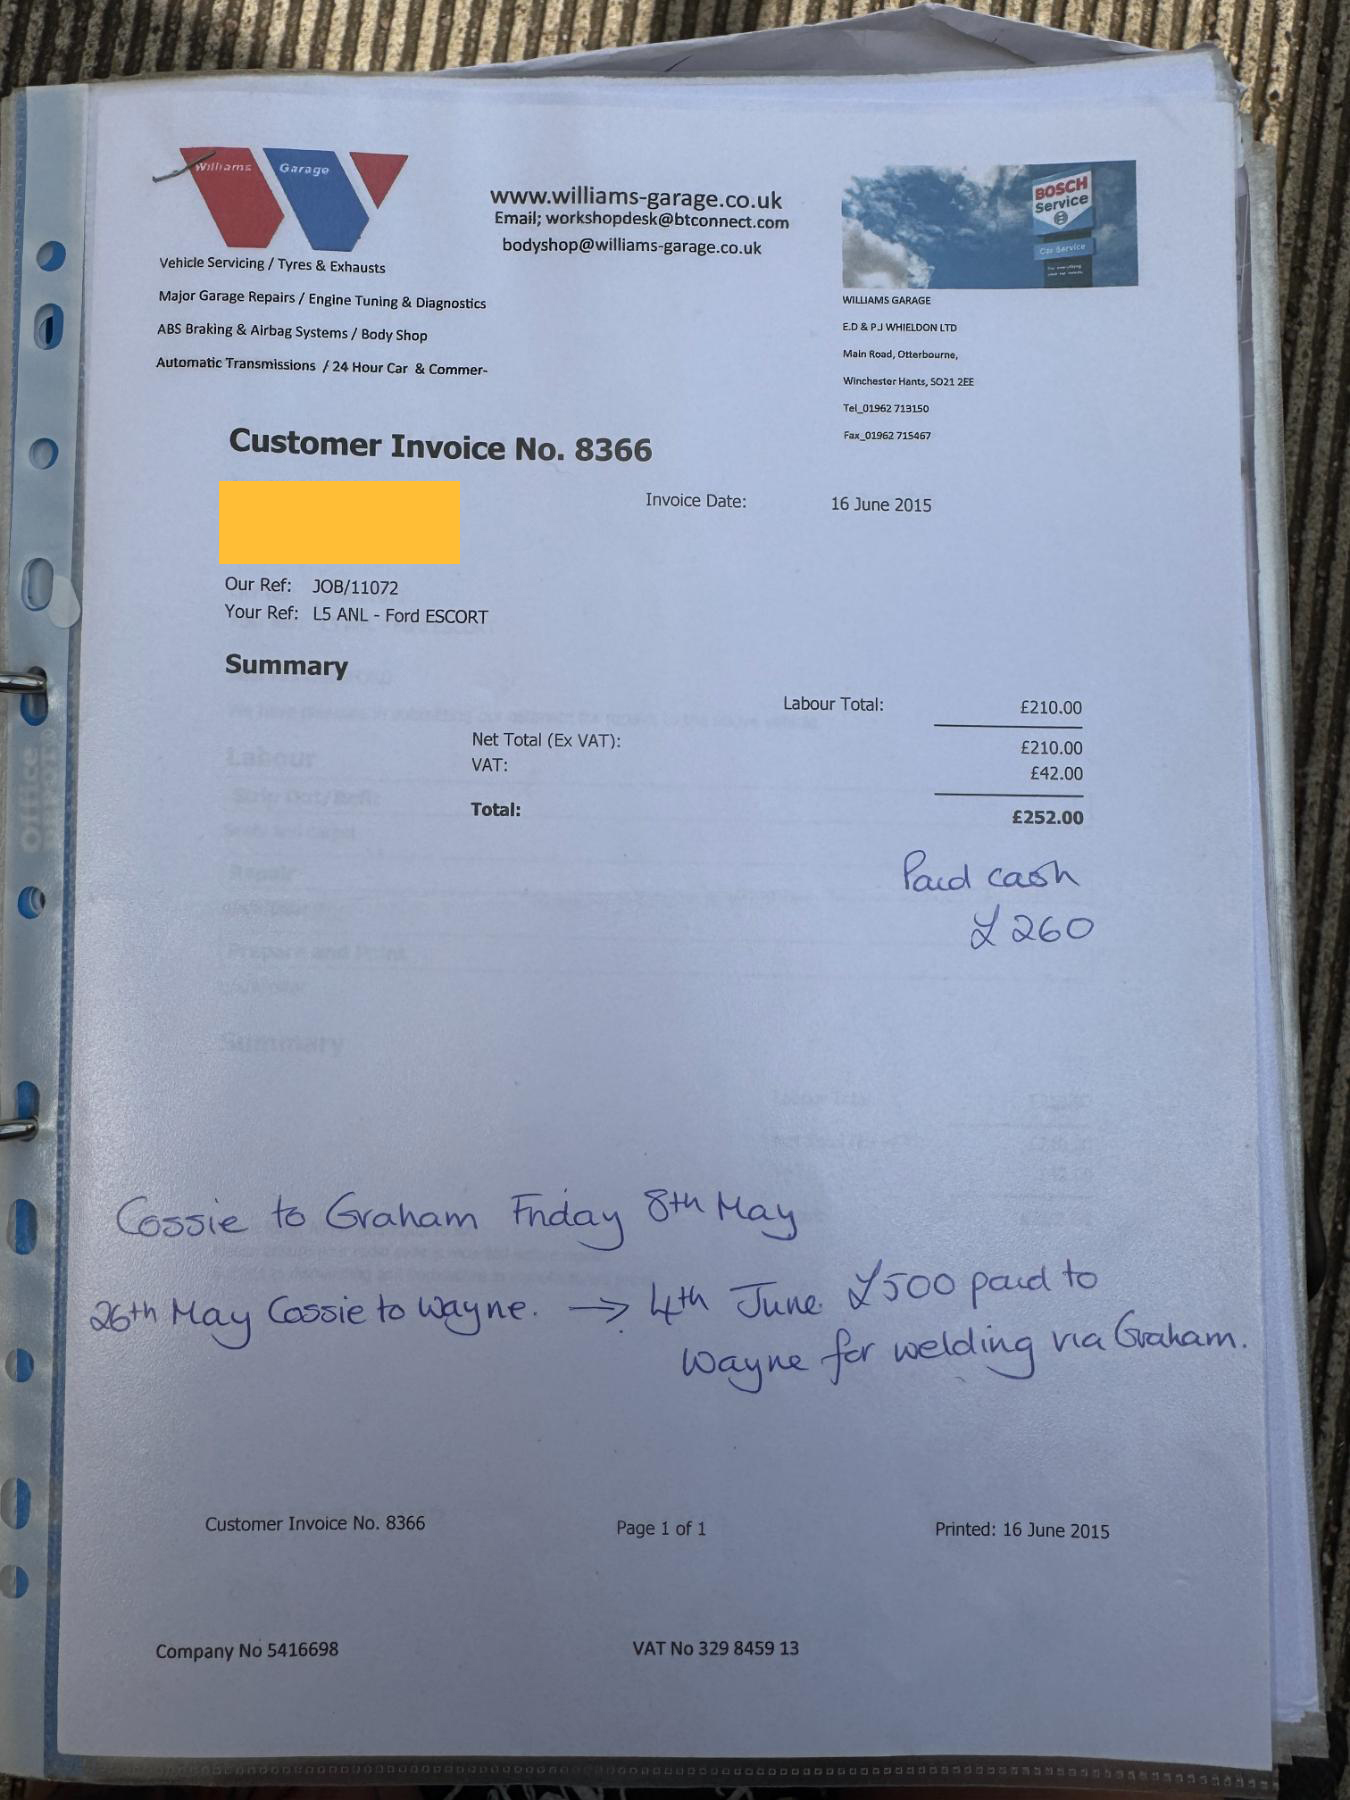 Williams Garage
www.williams-garage.co.uk
Email; workshopdesk@btconnect.com
bodyshop@williams-garage.co.uk
BOSCH
Service
Car Service
Vehicle Servicing / Tyres & Exhausts
Major Garage Repairs / Engine Tuning & Diagnostics
ABS Braking & Airbag Systems / Body Shop
Automatic Transmissions / 24 Hour Car & Commer-
WILLIAMS GARAGE
E.D & P.J WHIELDON LTD
Main Road, Otterbourne,
Winchester Hants, SO21 2EE
Tel_01962 713150
Fax_01962 715467
Customer Invoice No. 8366
Invoice Date: 16 June 2015
Our Ref: JOB/11072
Your Ref: L5 ANL - Ford ESCORT
Summary
Labour Total: £210.00
Net Total (Ex VAT): £210.00
VAT: £42.00
Total: £252.00
Paid cash
£260
Labour
Repair
Prepare and Paint
Summary
Cossie to Graham Friday 8th May
26th May Cossie to Wayne. → 4th June £500 paid to
Wayne for welding via Graham.
Customer Invoice No. 8366 Page 1 of 1 Printed: 16 June 2015
Company No 5416698 VAT No 329 8459 13
Office